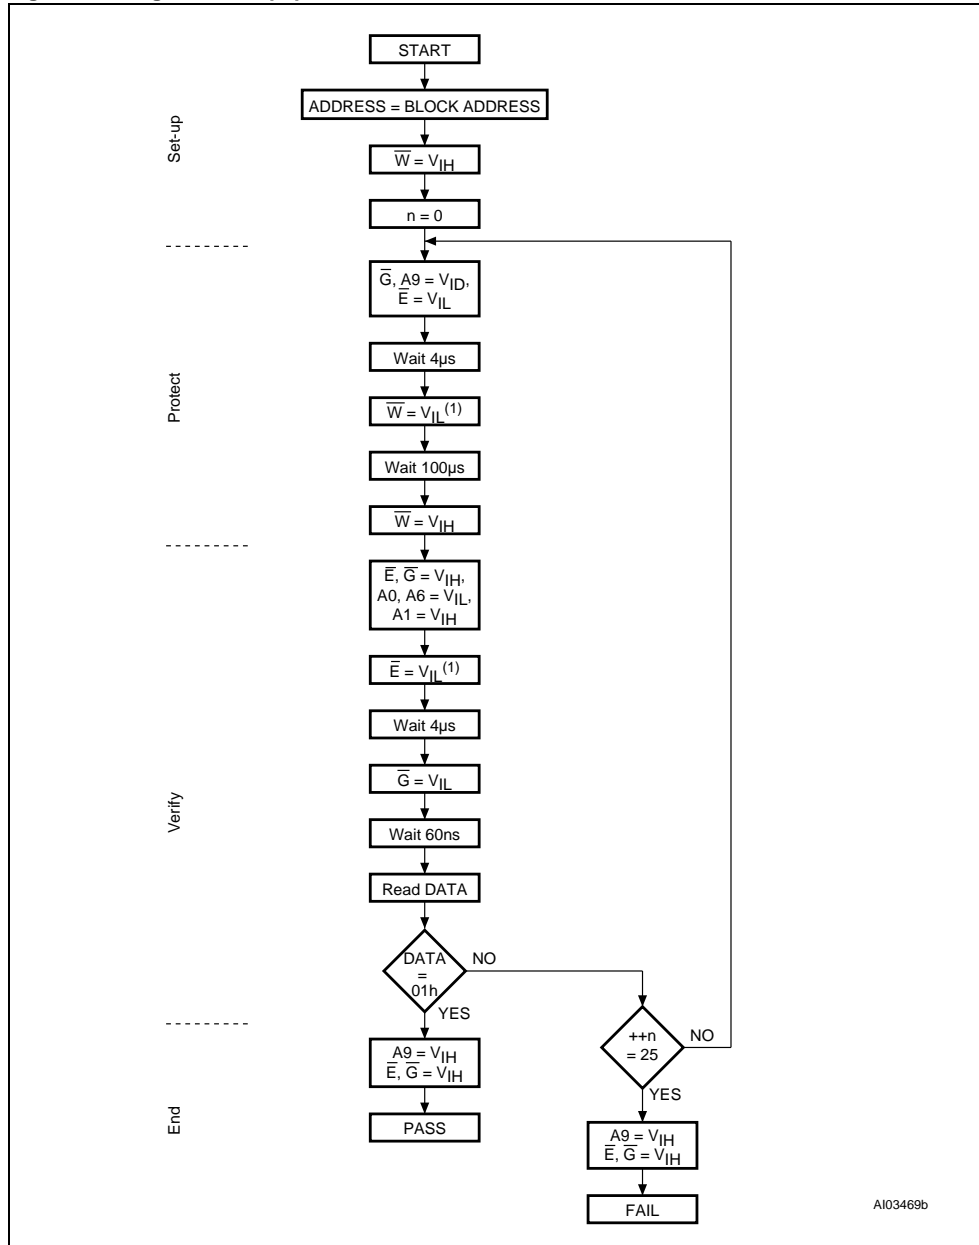 START
ADDRESS = BLOCK ADDRESS
Set-up
W̅ = VIH
n = 0
G̅, A9 = VID,
E̅ = VIL
Wait 4µs
Protect
W̅ = VIL(1)
Wait 100µs
W̅ = VIH
E̅, G̅ = VIH,
A0, A6 = VIL,
A1 = VIH
E̅ = VIL(1)
Wait 4µs
G̅ = VIL
Verify
Wait 60ns
Read DATA
DATA
=
01h
NO
YES
++n
= 25
NO
YES
A9 = VIH
E̅, G̅ = VIH
End
PASS
A9 = VIH
E̅, G̅ = VIH
FAIL
AI03469b